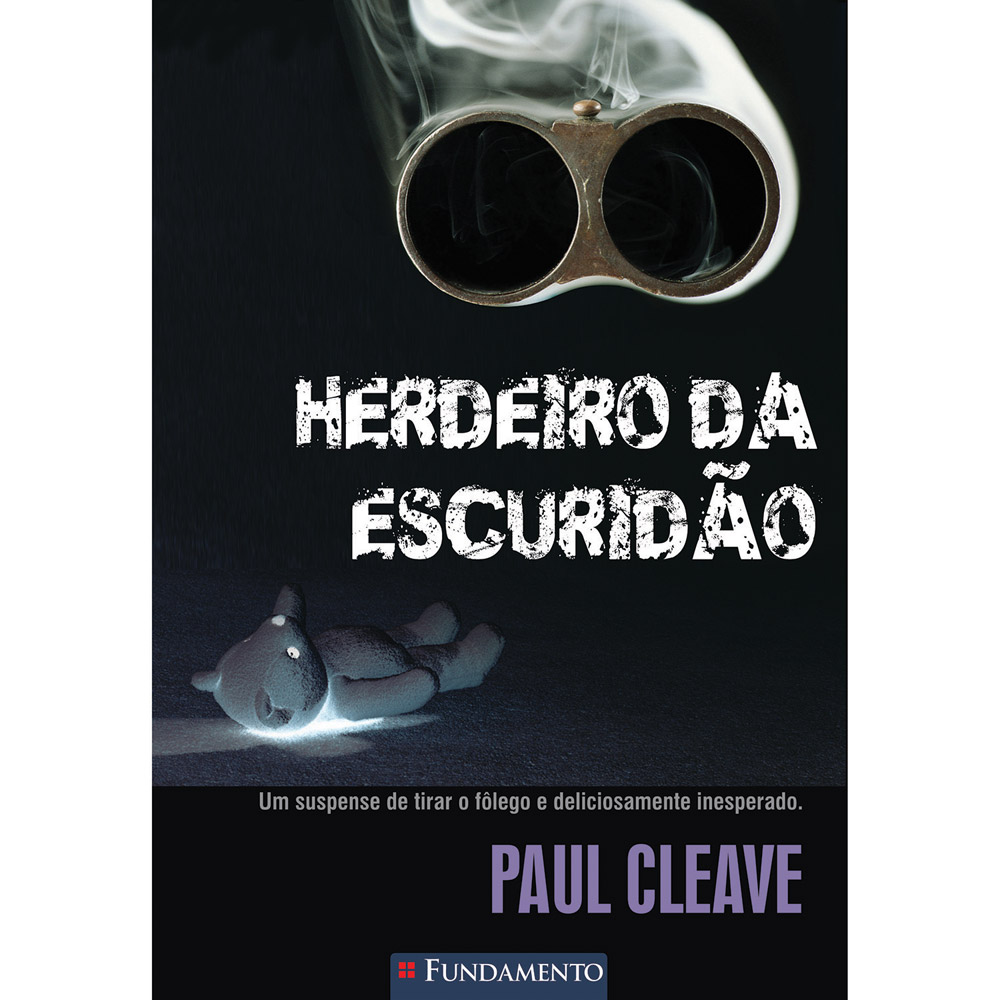 HERDEIRO DA
ESCURIDÃO
Um suspense de tirar o fôlego e deliciosamente inesperado.
PAUL CLEAVE
FUNDAMENTO